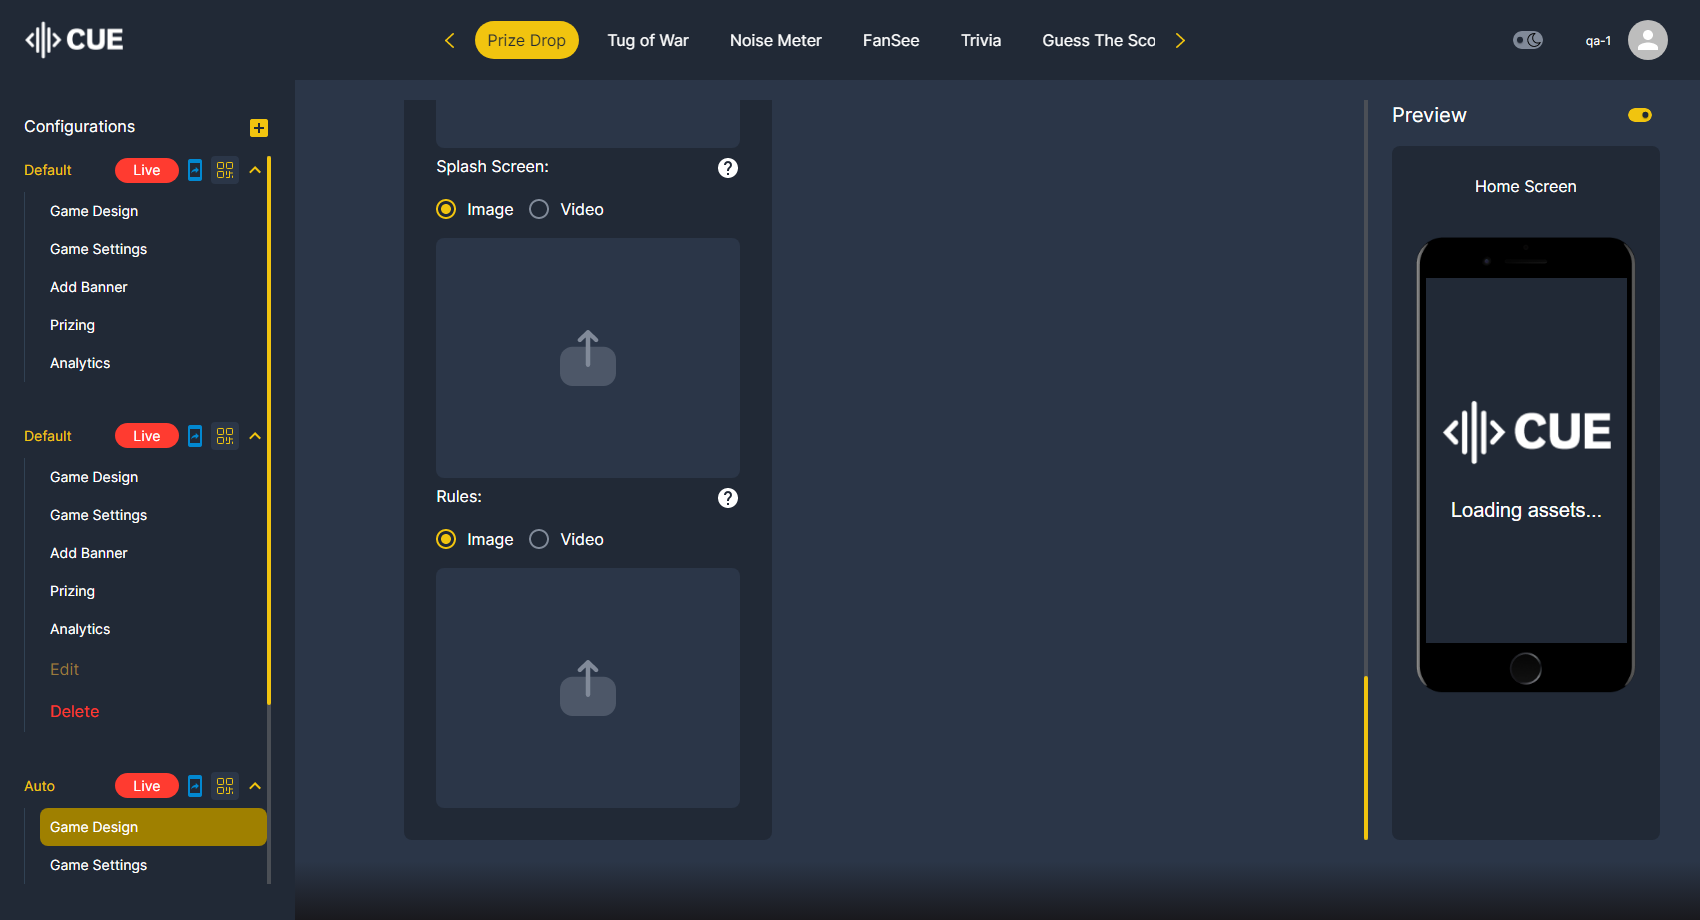 CUE
Prize Drop
Tug of War
Noise Meter
FanSee
Trivia
Guess The Sco
qa-1
Configurations
Default
Live
Game Design
Game Settings
Add Banner
Prizing
Analytics
Default
Live
Game Design
Game Settings
Add Banner
Prizing
Analytics
Edit
Delete
Auto
Live
Game Design
Game Settings
Splash Screen:
?
Image
Video
Rules:
?
Image
Video
Preview
Home Screen
CUE
Loading assets...